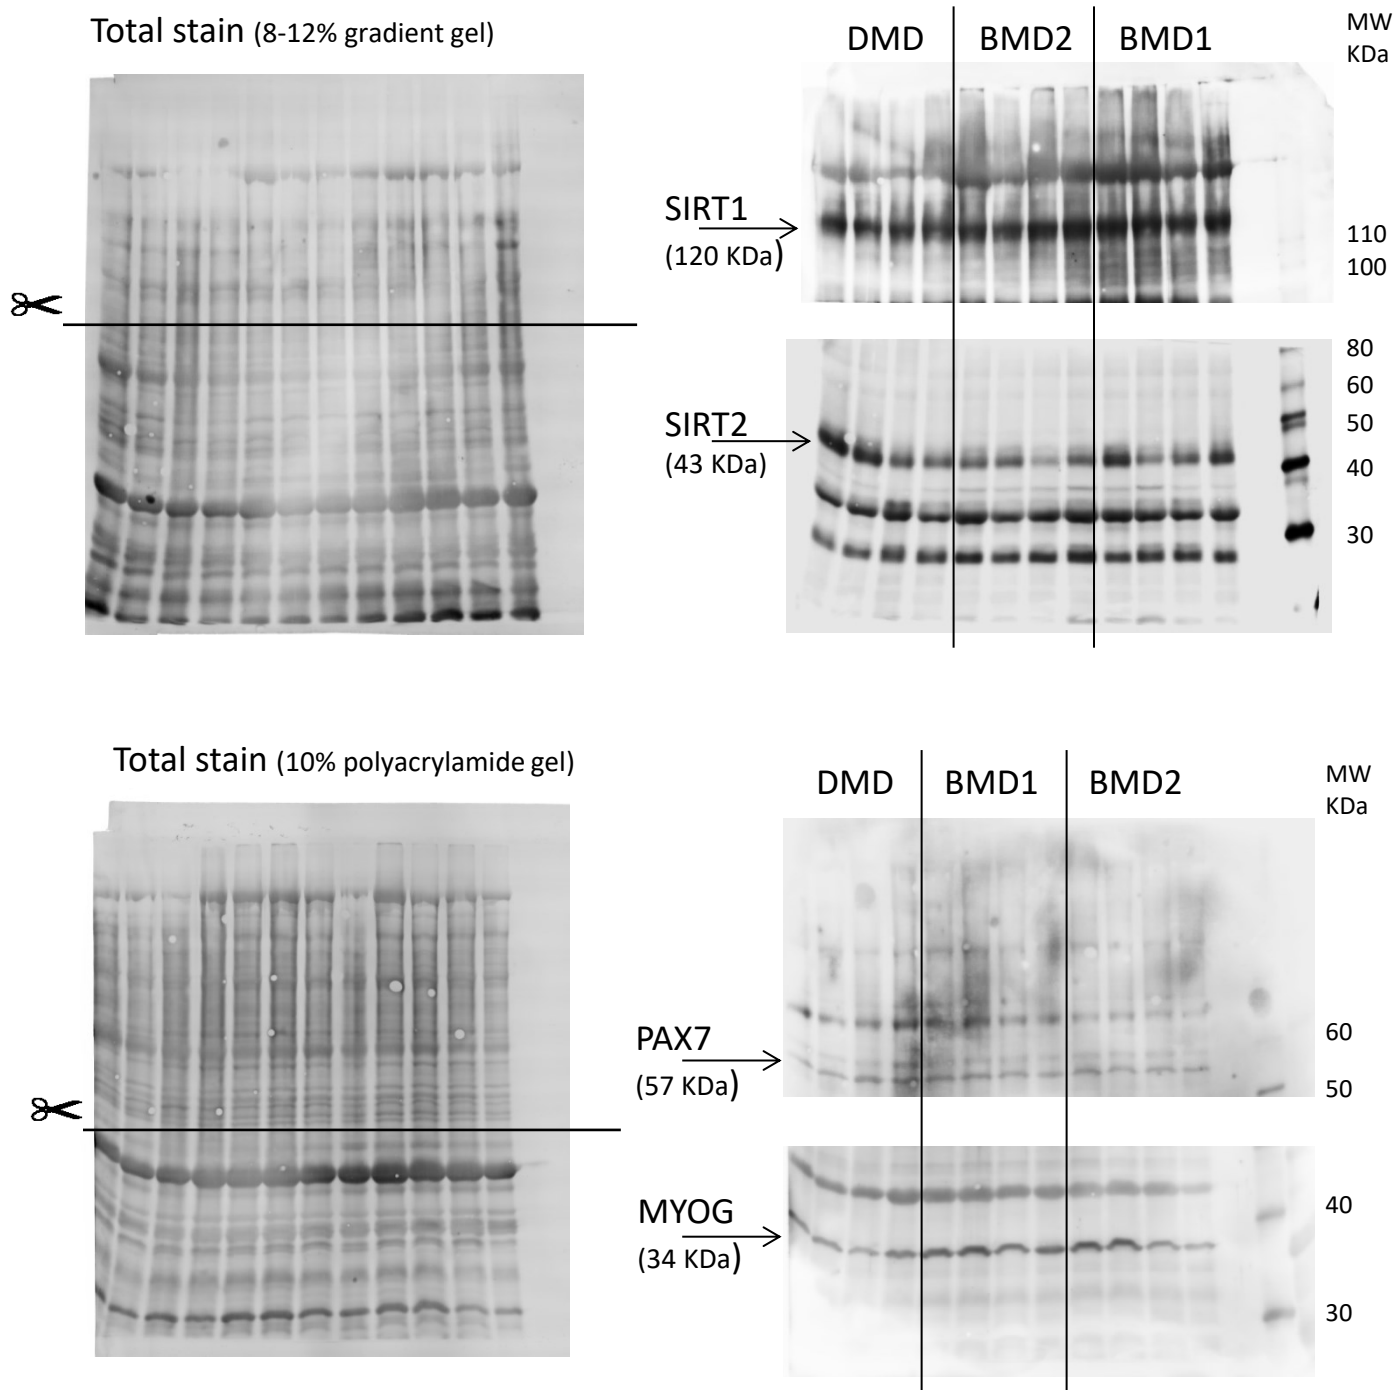 Total stain (8-12% gradient gel)
DMD BMD2 BMD1
MW
KDa
SIRT1
(120 KDa)
110
100
SIRT2
(43 KDa)
80
60
50
40
30
Total stain (10% polyacrylamide gel)
DMD BMD1 BMD2
MW
KDa
PAX7
(57 KDa)
60
50
MYOG
(34 KDa)
40
30